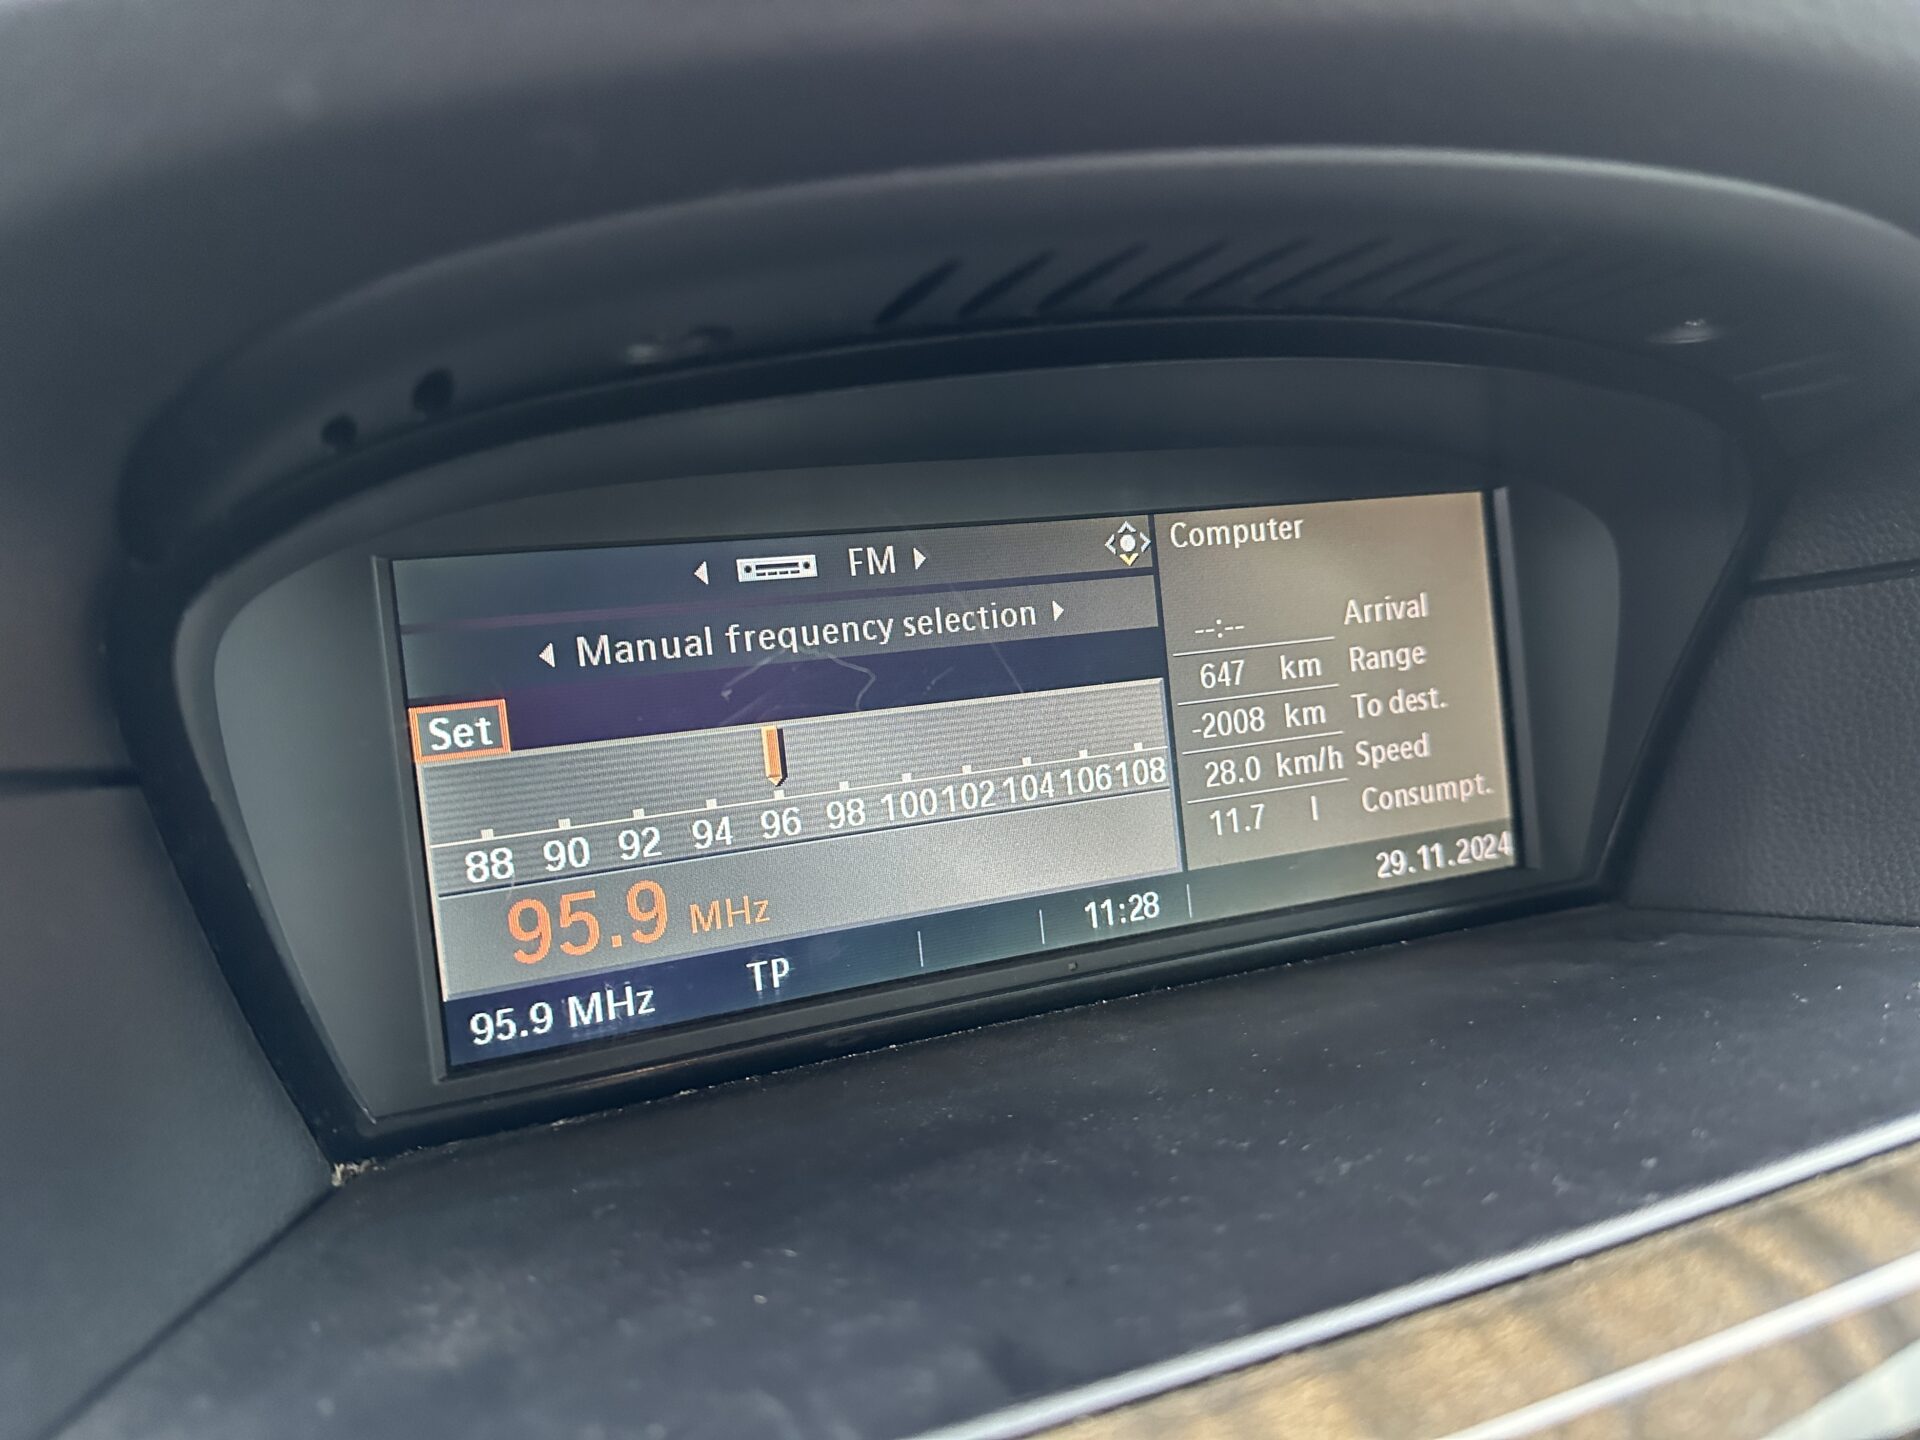 FM
Manual frequency selection
Set
88 90 92 94 96 98 100 102 104 106 108
95.9 MHz
95.9 MHz TP 11:28
Computer
--:-- Arrival
647 km Range
-2008 km To dest.
28.0 km/h Speed
11.7 l Consumpt.
29.11.2024